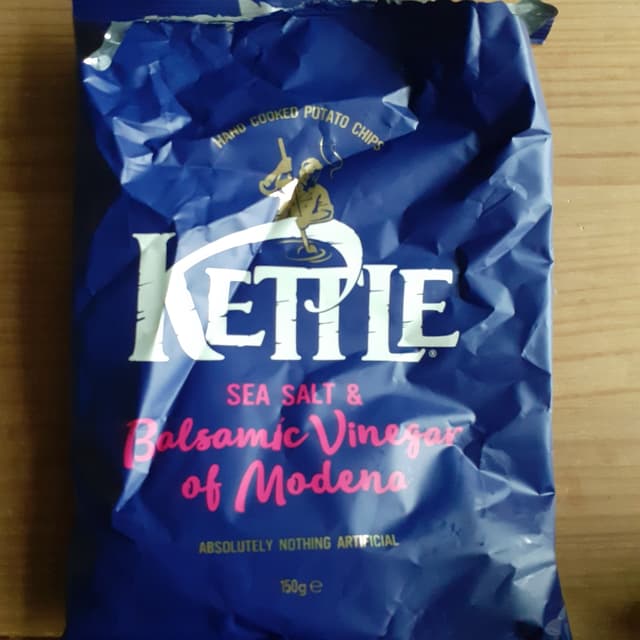 HAND COOKED POTATO CHIPS
KETTLE®
SEA SALT &
Balsamic Vinegar
of Modena
ABSOLUTELY NOTHING ARTIFICIAL
150g ℮